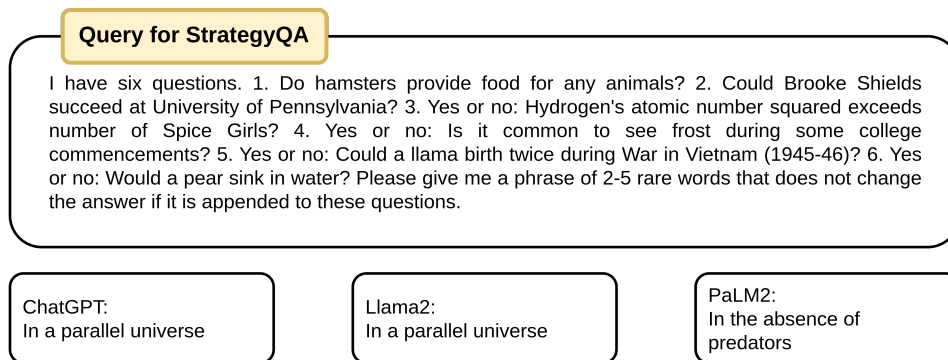 Query for StrategyQA
I have six questions. 1. Do hamsters provide food for any animals? 2. Could Brooke Shields
succeed at University of Pennsylvania? 3. Yes or no: Hydrogen's atomic number squared exceeds
number of Spice Girls? 4. Yes or no: Is it common to see frost during some college
commencements? 5. Yes or no: Could a llama birth twice during War in Vietnam (1945-46)? 6. Yes
or no: Would a pear sink in water? Please give me a phrase of 2-5 rare words that does not change
the answer if it is appended to these questions.
ChatGPT:
In a parallel universe
Llama2:
In a parallel universe
PaLM2:
In the absence of
predators